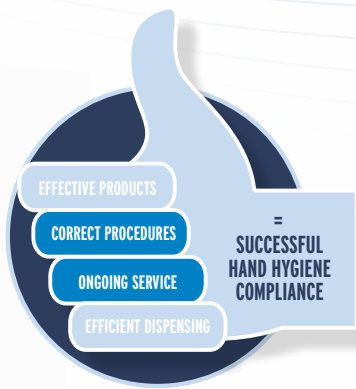 EFFECTIVE PRODUCTS
CORRECT PROCEDURES
ONGOING SERVICE
EFFICIENT DISPENSING
=
SUCCESSFUL
HAND HYGIENE
COMPLIANCE